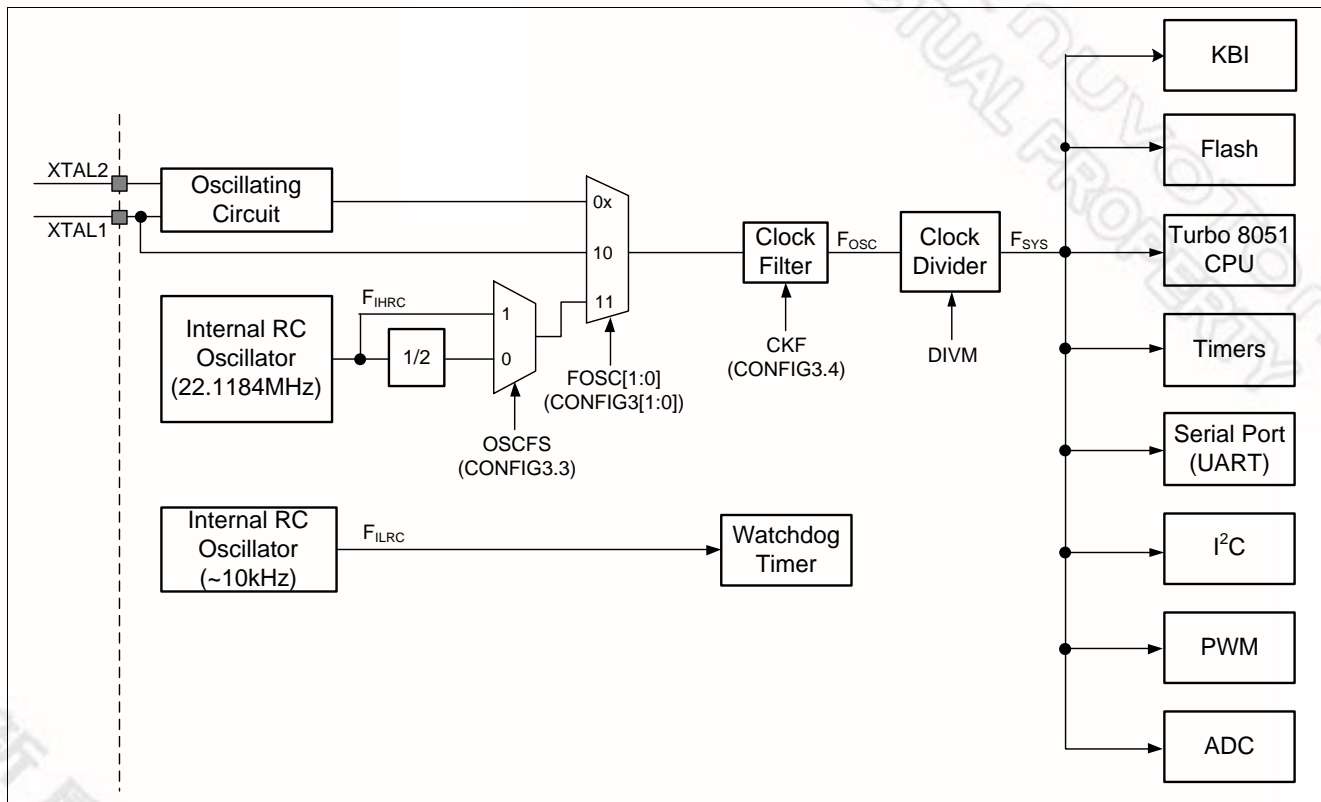 XTAL2
XTAL1
Oscillating
Circuit
Internal RC
Oscillator
(22.1184MHz)
FIHRC
1/2
1
0
OSCFS
(CONFIG3.3)
0x
10
11
FOSC[1:0]
(CONFIG3[1:0])
Clock
Filter
CKF
(CONFIG3.4)
FOSC
Clock
Divider
DIVM
FSYS
Internal RC
Oscillator
(~10kHz)
FILRC
Watchdog
Timer
KBI
Flash
Turbo 8051
CPU
Timers
Serial Port
(UART)
I²C
PWM
ADC
nuvoton
PROPERTY